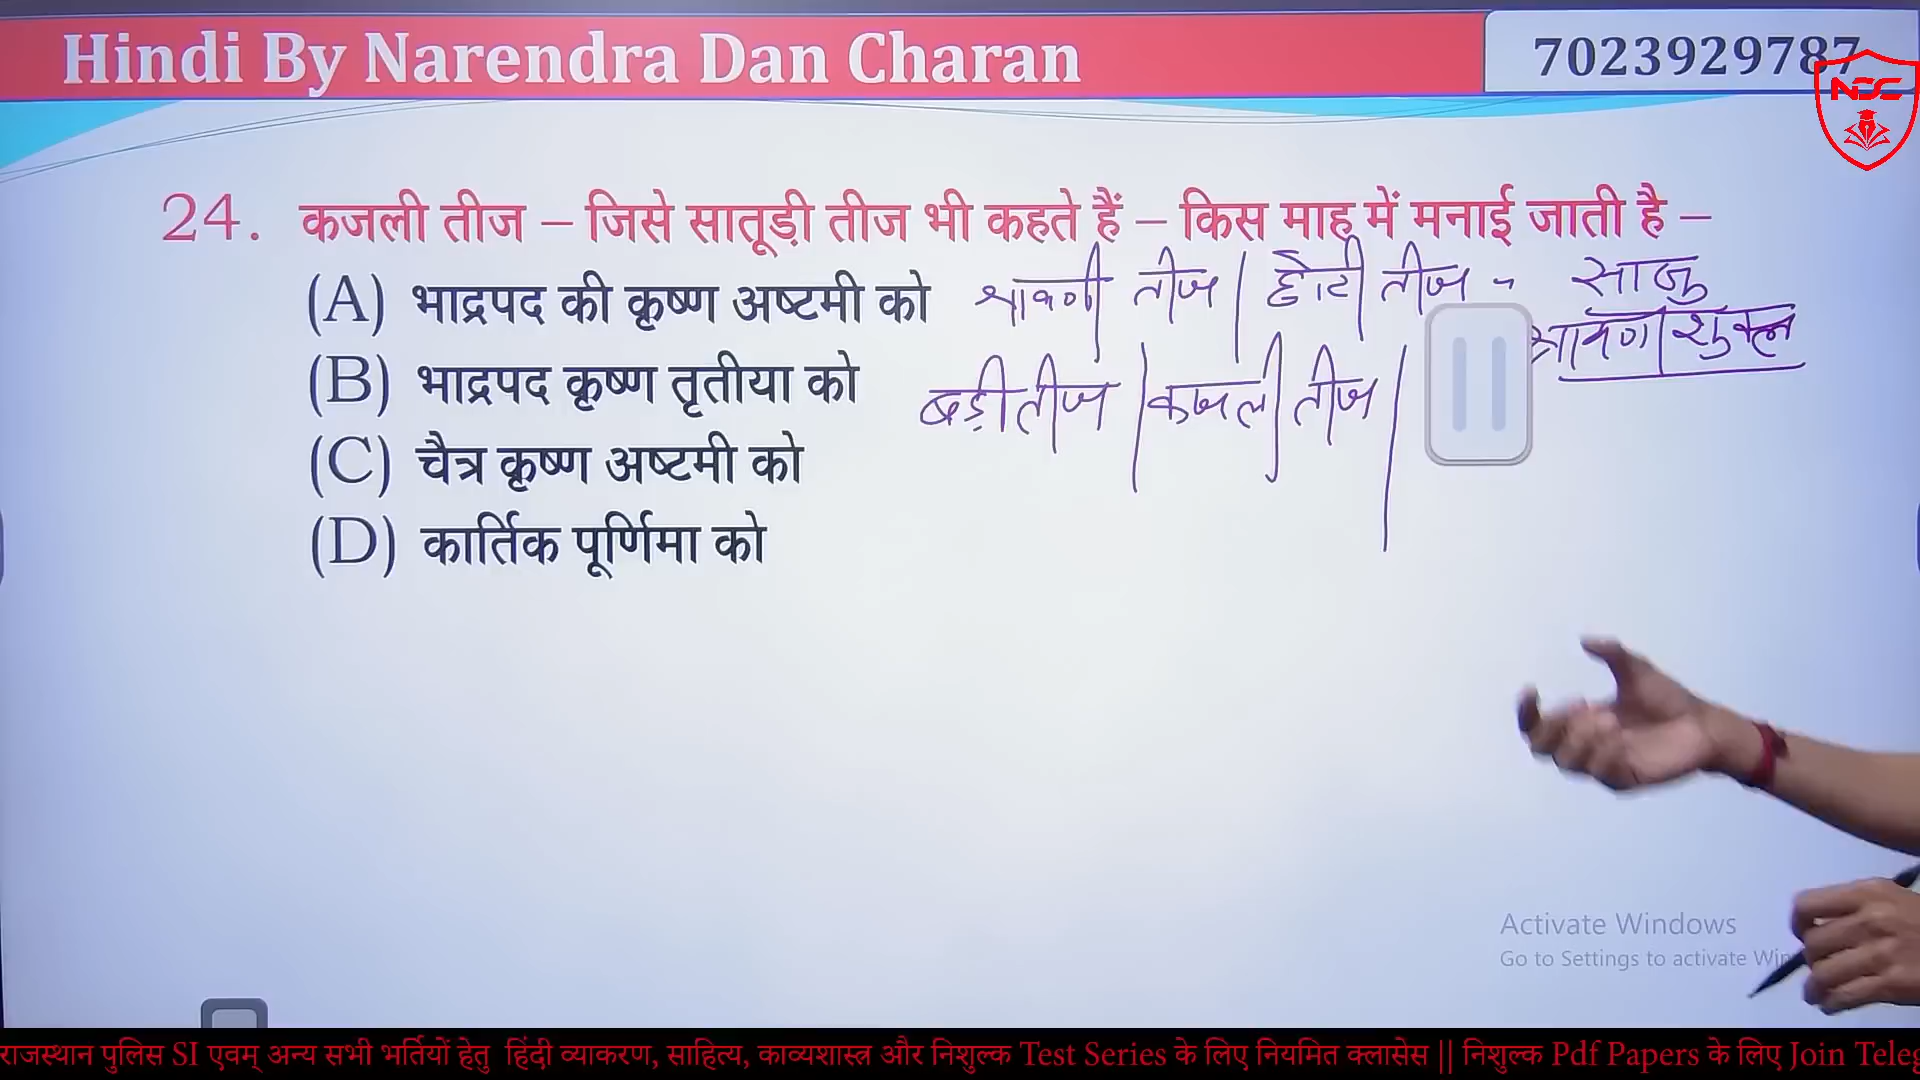 Hindi By Narendra Dan Charan
7023929787
NDC
24. कजली तीज – जिसे सातूड़ी तीज भी कहते हैं – किस माह में मनाई जाती है –
(A) भाद्रपद की कृष्ण अष्टमी को
श्रावणी तीज | छोटी तीज -
श्रावण शुक्ल
(B) भाद्रपद कृष्ण तृतीया को
बड़ी तीज | कजली तीज |
(C) चैत्र कृष्ण अष्टमी को
(D) कार्तिक पूर्णिमा को
Activate Windows
Go to Settings to activate Win
राजस्थान पुलिस SI एवम् अन्य सभी भर्तियों हेतु हिंदी व्याकरण, साहित्य, काव्यशास्त्र और निशुल्क Test Series के लिए नियमित क्लासेस || निशुल्क Pdf Papers के लिए Join Teleg